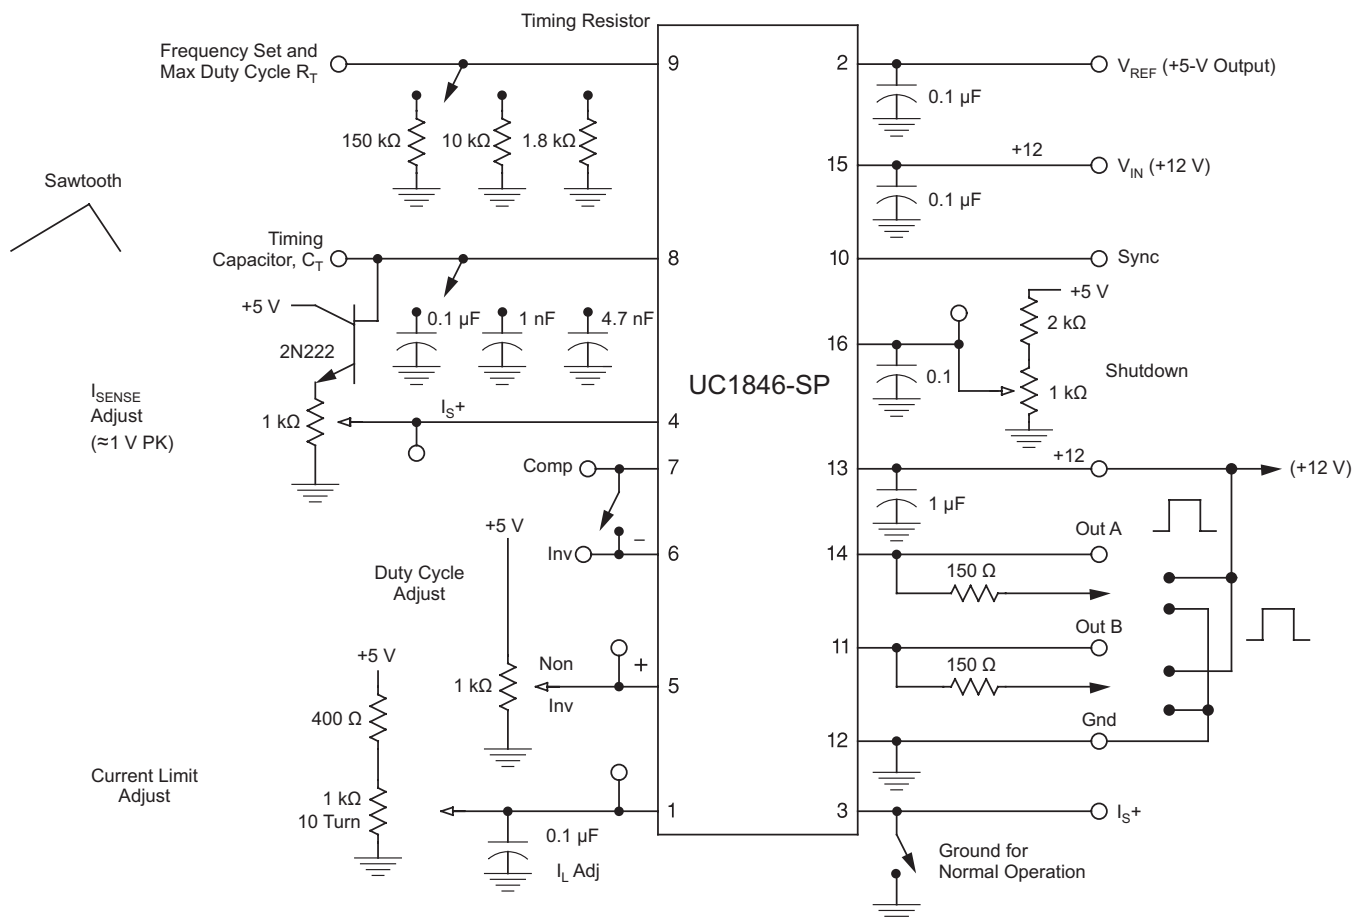 Timing Resistor
Frequency Set and
Max Duty Cycle R_T
9
150 kΩ
10 kΩ
1.8 kΩ
Sawtooth
Timing
Capacitor, C_T
8
+5 V
2N222
0.1 µF
1 nF
4.7 nF
I_SENSE
Adjust
(≈1 V PK)
1 kΩ
I_S+
4
Comp
7
+5 V
−
Inv
6
Duty Cycle
Adjust
1 kΩ
Non
Inv
+
5
+5 V
400 Ω
Current Limit
Adjust
1 kΩ
10 Turn
1
0.1 µF
I_L Adj
UC1846-SP
2
V_REF (+5-V Output)
0.1 µF
15
+12
V_IN (+12 V)
0.1 µF
10
Sync
+5 V
2 kΩ
16
0.1
1 kΩ
Shutdown
13
+12
(+12 V)
1 µF
Out A
14
150 Ω
Out B
11
150 Ω
Gnd
12
3
I_S+
Ground for
Normal Operation